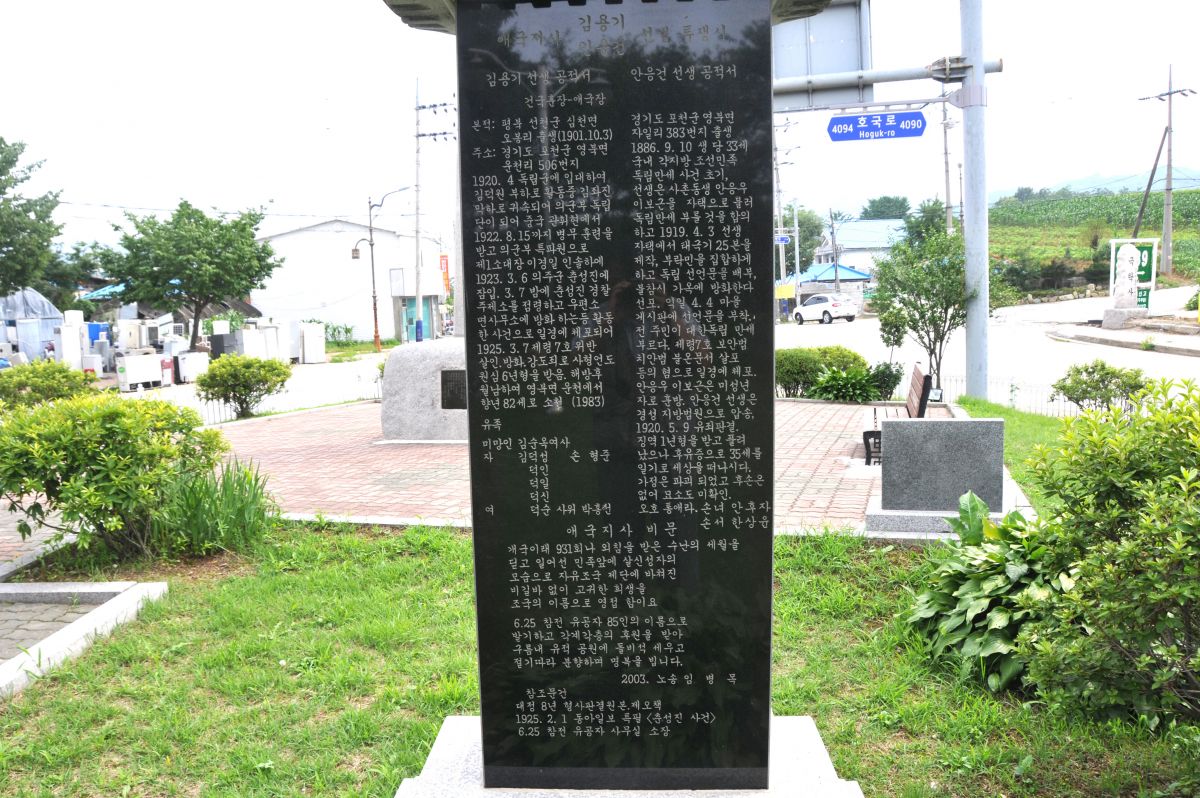 김용기
애국지사 안응건 선생 투쟁사
김용기 선생 공적서
건국훈장-애국장
본적: 평북 선천군 심천면
오봉리 출생(1901.10.3)
주소: 경기도 포천군 영북면
운천리 506번지
1920. 4 독립군에 입대하여
김덕원 부하로 활동중 김좌진
막하로 귀속되어 의군부 독립
단이 되어 중국 관화현에서
1922. 8. 15까지 병무 훈련을
받고 의군부 특파원으로
제1소대장 이경일 인솔하에
1923. 3. 6 의주군 춘성진에
잠입. 3. 7 밤에 춘성진 경찰
주재소를 점령하고 우편소
면사무소에 방화 하는등 활동
한 사건으로 일경에 체포되어
1925. 3. 7 제령 7호 위반
살인.방화.강도죄로 사형언도
원심 6년형을 받음. 해방후
월남하며 영북면 운천에서
향년 82세로 소천 (1983)
유족
미망인 김순옥여사
자 김덕성 손 형준
덕인
덕일
덕신
여 덕순 사위 박흥선
안응건 선생 공적서
경기도 포천군 영북면
자일리 383번지 출생
1886. 9. 10 생 당 33세
국내 각지방 조선민족
독립만세 사건 초기,
선생은 사촌동생 안응우
이보근을 자택으로 불러
독립만세 부를 것을 합의
하고 1919. 4. 3 선생
자택에서 태극기 25본을
제작, 부락민을 집합하게
하고 독립 선언문을 배부,
불참시 가옥에 방화한다
선포. 익일 4. 4 마을
게시판에 선언문을 부착,
전 주민이 대한독립 만세
부르다. 제령7호 보안법
치안법 불온문서 살포
등의 혐으로 일경에 체포.
안응우 이보근은 미성년
자로 훈방, 안응건 선생은
경성 지방법원으로 압송,
1920. 5. 9 유죄판결.
징역 1년형을 받고 풀려
났으나 후유증으로 35세를
일기로 세상을 떠나시다.
가정은 파괴 되었고 후손은
없어 묘소도 미확인.
오호 통애라. 손녀 안후자
손서 한상윤
애국지사 비문
개국이래 931회나 외침을 받은 수난의 세월을
딛고 일어선 민족앞에 살신성자의
모습으로 자유조국 제단에 바쳐진
비길바 없이 고귀한 희생을
조국의 이름으로 영접 함이요
6.25 참전 유공자 85인의 이름으로
발기하고 각계각층의 후원을 받아
구름내 유적 공원에 돌비석 세우고
절기따라 분향하며 명복을 빕니다.
2003. 노송 임 병 목
참조문건
대정 8년 형사판결원본.제오책
1925. 2. 1 동아일보 특필 〈춘성진 사건〉
6.25 참전 유공자 사무실 소장
4094 호국로 4090
Hoguk-ro